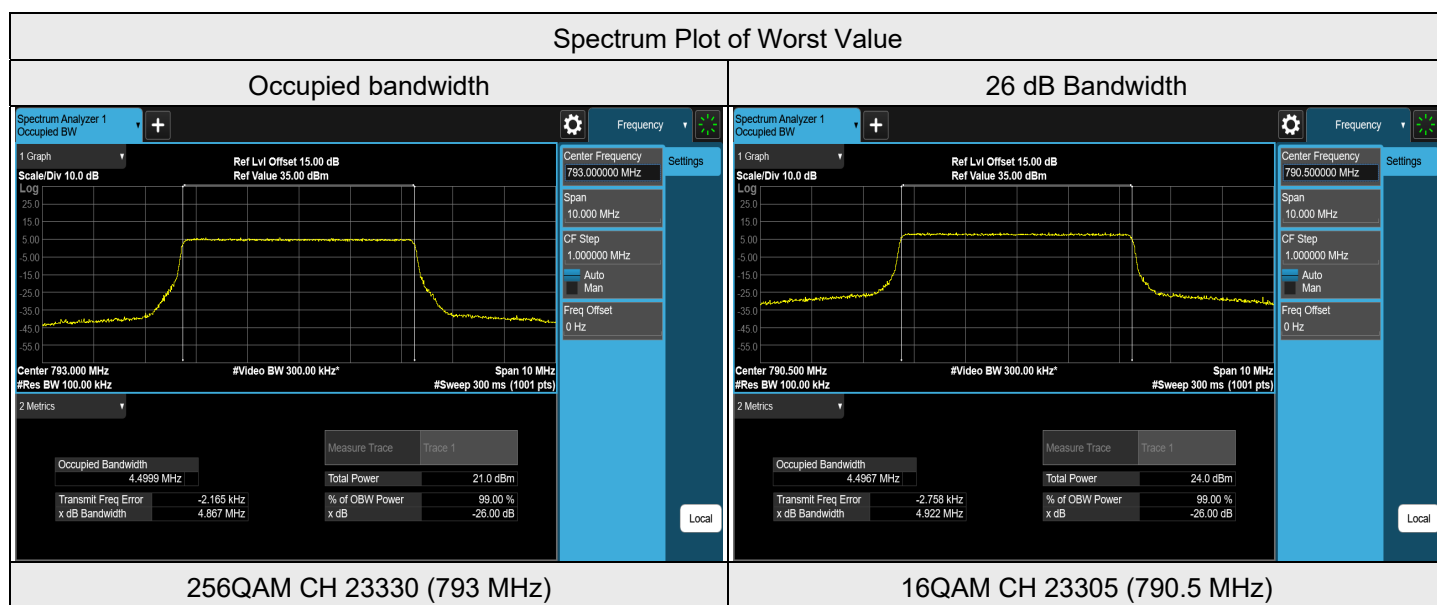 Spectrum Plot of Worst Value
Occupied bandwidth
26 dB Bandwidth
Spectrum Analyzer 1
Occupied BW
+
Frequency
1 Graph
Ref Lvl Offset 15.00 dB
Scale/Div 10.0 dB
Ref Value 35.00 dBm
Log
25.0
15.0
5.00
-5.00
-15.0
-25.0
-35.0
-45.0
-55.0
Center 793.000 MHz
#Video BW 300.00 kHz*
Span 10 MHz
#Res BW 100.00 kHz
#Sweep 300 ms (1001 pts)
Center Frequency
793.000000 MHz
Settings
Span
10.000 MHz
CF Step
1.000000 MHz
Auto
Man
Freq Offset
0 Hz
2 Metrics
Measure Trace Trace 1
Occupied Bandwidth
4.4999 MHz
Total Power 21.0 dBm
Transmit Freq Error -2.165 kHz
% of OBW Power 99.00 %
x dB Bandwidth 4.867 MHz
x dB -26.00 dB
Local
Spectrum Analyzer 1
Occupied BW
+
Frequency
1 Graph
Ref Lvl Offset 15.00 dB
Scale/Div 10.0 dB
Ref Value 35.00 dBm
Log
25.0
15.0
5.00
-5.00
-15.0
-25.0
-35.0
-45.0
-55.0
Center 790.500 MHz
#Video BW 300.00 kHz*
Span 10 MHz
#Res BW 100.00 kHz
#Sweep 300 ms (1001 pts)
Center Frequency
790.500000 MHz
Settings
Span
10.000 MHz
CF Step
1.000000 MHz
Auto
Man
Freq Offset
0 Hz
2 Metrics
Measure Trace Trace 1
Occupied Bandwidth
4.4967 MHz
Total Power 24.0 dBm
Transmit Freq Error -2.758 kHz
% of OBW Power 99.00 %
x dB Bandwidth 4.922 MHz
x dB -26.00 dB
Local
256QAM CH 23330 (793 MHz)
16QAM CH 23305 (790.5 MHz)